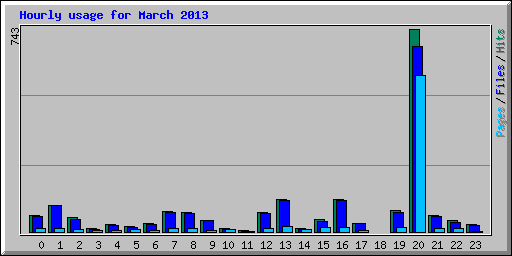 Hourly usage for March 2013
743
Pages/Files/Hits
0 1 2 3 4 5 6 7 8 9 10 11 12 13 14 15 16 17 18 19 20 21 22 23